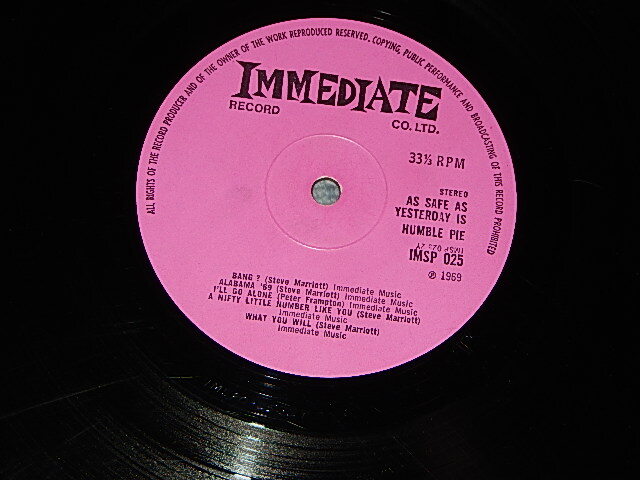 ALL RIGHTS OF THE RECORD PRODUCER AND OF THE OWNER OF THE WORK REPRODUCED RESERVED. COPYING, PUBLIC PERFORMANCE AND BROADCASTING OF THIS RECORD PROHIBITED
IMMEDIATE
RECORD
CO. LTD.
33⅓ RPM
STEREO
AS SAFE AS
YESTERDAY IS
HUMBLE PIE
IMSP 025
℗ 1969
BANG ? (Steve Marriott) Immediate Music
ALABAMA '69 (Steve Marriott) Immediate Music
I'LL GO ALONE (Peter Frampton) Immediate Music
A NIFTY LITTLE NUMBER LIKE YOU (Steve Marriott)
Immediate Music
WHAT YOU WILL (Steve Marriott)
Immediate Music